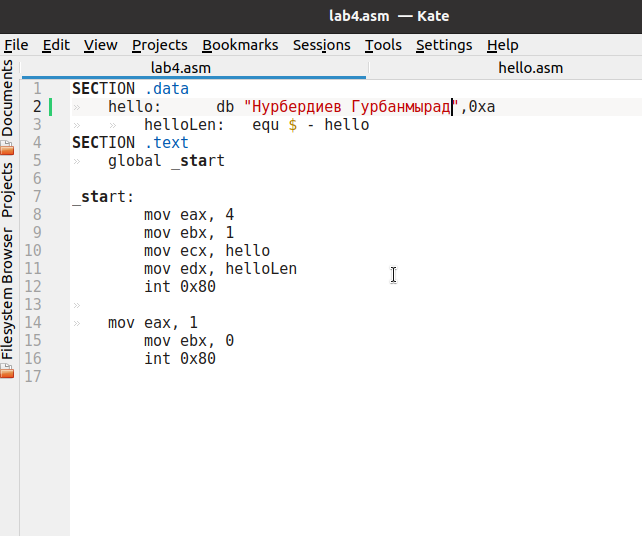 lab4.asm — Kate
File Edit View Projects Bookmarks Sessions Tools Settings Help
lab4.asm hello.asm
Documents
Projects
Filesystem Browser
1 SECTION .data
2 » hello: db "Нурбердиев Гурбанмырад",0xa
3 » » helloLen: equ $ - hello
4 SECTION .text
5 » global _start
6
7 _start:
8 mov eax, 4
9 mov ebx, 1
10 mov ecx, hello
11 mov edx, helloLen
12 int 0x80
13 »
14 » mov eax, 1
15 mov ebx, 0
16 int 0x80
17